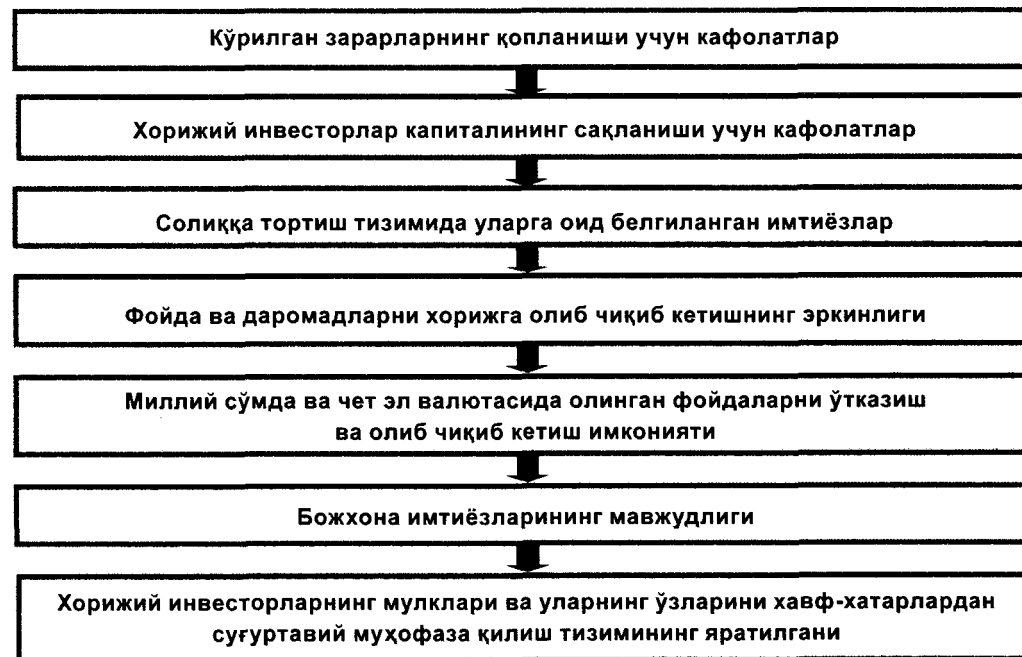 Кўрилган зарарларнинг қопланиши учун кафолатлар
Хорижий инвесторлар капиталининг сақланиши учун кафолатлар
Солиққа тортиш тизимида уларга оид белгиланган имтиёзлар
Фойда ва даромадларни хорижга олиб чиқиб кетишнинг эркинлиги
Миллий сўмда ва чет эл валютасида олинган фойдаларни ўтказиш
ва олиб чиқиб кетиш имконияти
Божхона имтиёзларининг мавжудлиги
Хорижий инвесторларнинг мулклари ва уларнинг ўзларини хавф-хатарлардан
суғуртавий муҳофаза қилиш тизимининг яратилгани